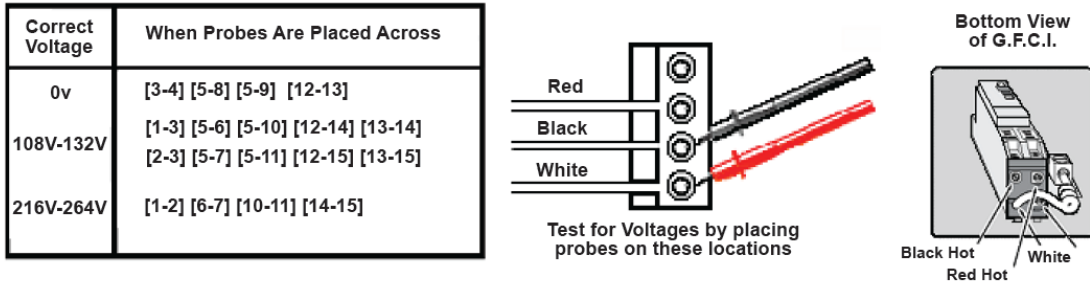 Correct
Voltage
When Probes Are Placed Across
0v
[3-4] [5-8] [5-9] [12-13]
108V-132V
[1-3] [5-6] [5-10] [12-14] [13-14]
[2-3] [5-7] [5-11] [12-15] [13-15]
216V-264V
[1-2] [6-7] [10-11] [14-15]
Red
Black
White
Test for Voltages by placing
probes on these locations
Bottom View
of G.F.C.I.
Black Hot
Red Hot
White